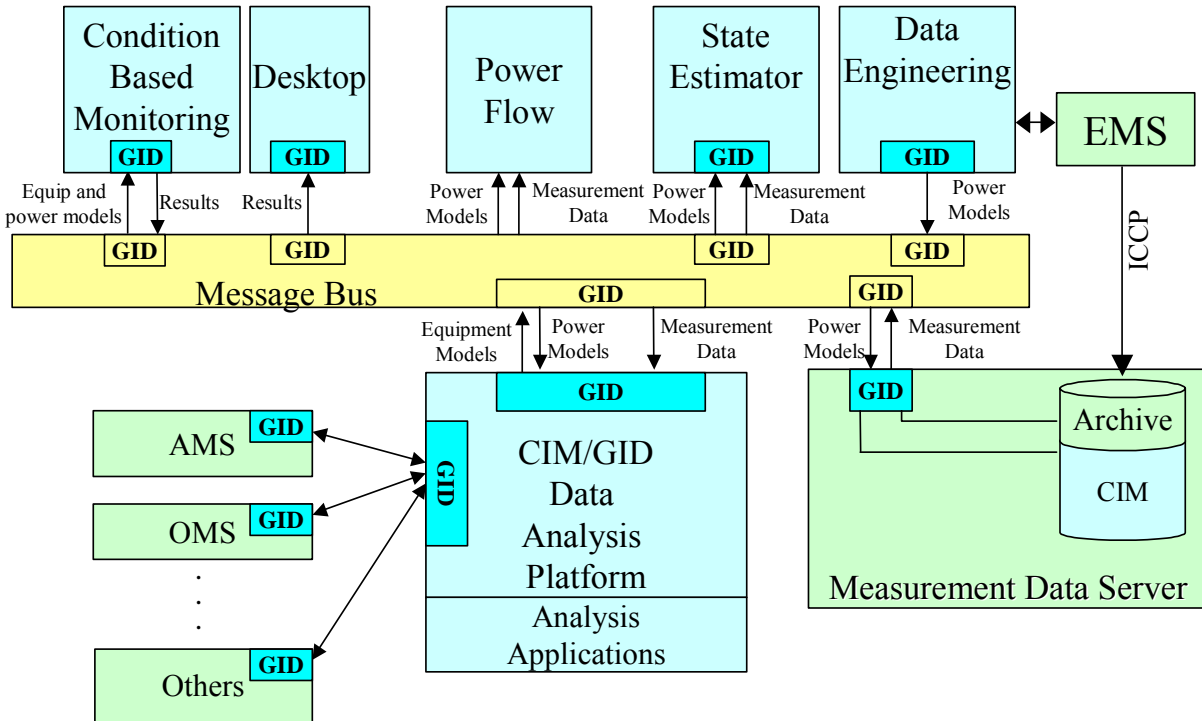 Condition
Based
Monitoring
GID
Desktop
GID
Power
Flow
State
Estimator
GID
Data
Engineering
GID
EMS
Equip and
power models
Results
Results
Power
Models
Measurement
Data
Power
Models
Measurement
Data
Power
Models
ICCP
GID
GID
GID
GID
Message Bus
GID
GID
Equipment
Models
Power
Models
Measurement
Data
Power
Models
Measurement
Data
GID
GID
CIM/GID
Data
Analysis
Platform
Analysis
Applications
GID
Archive
CIM
Measurement Data Server
GID
AMS
GID
OMS
.
.
.
GID
Others